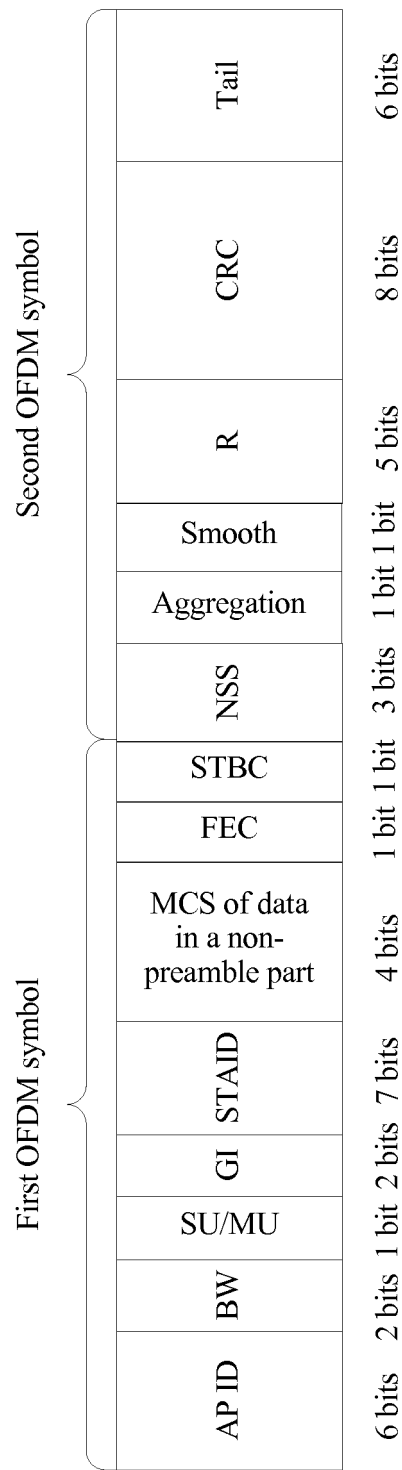 First OFDM symbol
Second OFDM symbol
AP ID
BW
SU/MU
GI
STAID
MCS of data
in a non-
preamble part
FEC
STBC
NSS
Aggregation
Smooth
R
CRC
Tail
6 bits
2 bits
1 bit
2 bits
7 bits
4 bits
1 bit
1 bit
3 bits
1 bit
1 bit
5 bits
8 bits
6 bits